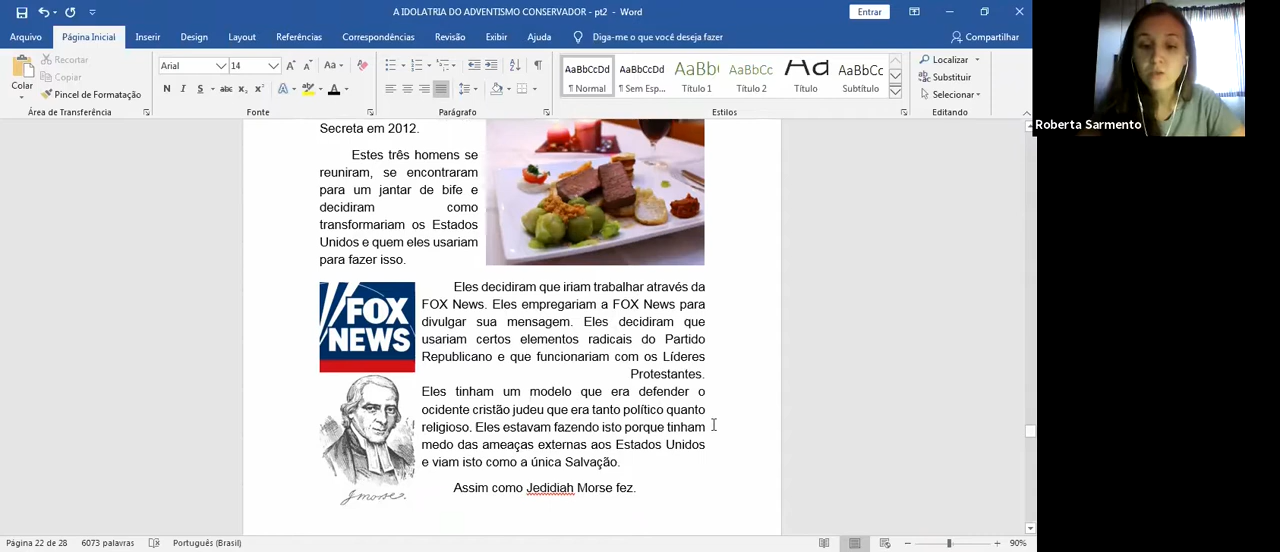 A IDOLATRIA DO ADVENTISMO CONSERVADOR - pt2 - Word
Entrar
Arquivo Página Inicial Inserir Design Layout Referências Correspondências Revisão Exibir Ajuda Diga-me o que você deseja fazer Compartilhar
Colar
Recortar
Copiar
Pincel de Formatação
Área de Transferência
Arial 14 Aa
N I S abc x₂ x² A A
Fonte
Parágrafo
AaBbCcDd AaBbCcDd AaBbC AaBbCc Aa AaBbCc
¶ Normal ¶ Sem Esp... Título 1 Título 2 Título Subtítulo
Estilos
Localizar
Substituir
Selecionar
Editando
Roberta Sarmento
Secreta em 2012.
Estes três homens se
reuniram, se encontraram
para um jantar de bife e
decidiram como
transformariam os Estados
Unidos e quem eles usariam
para fazer isso.
FOX
NEWS
Eles decidiram que iriam trabalhar através da
FOX News. Eles empregariam a FOX News para
divulgar sua mensagem. Eles decidiram que
usariam certos elementos radicais do Partido
Republicano e que funcionariam com os Líderes
Protestantes.
Eles tinham um modelo que era defender o
ocidente cristão judeu que era tanto político quanto
religioso. Eles estavam fazendo isto porque tinham
medo das ameaças externas aos Estados Unidos
e viam isto como a única Salvação.
J morse.
Assim como Jedidiah Morse fez.
Página 22 de 28 6073 palavras Português (Brasil) 90%